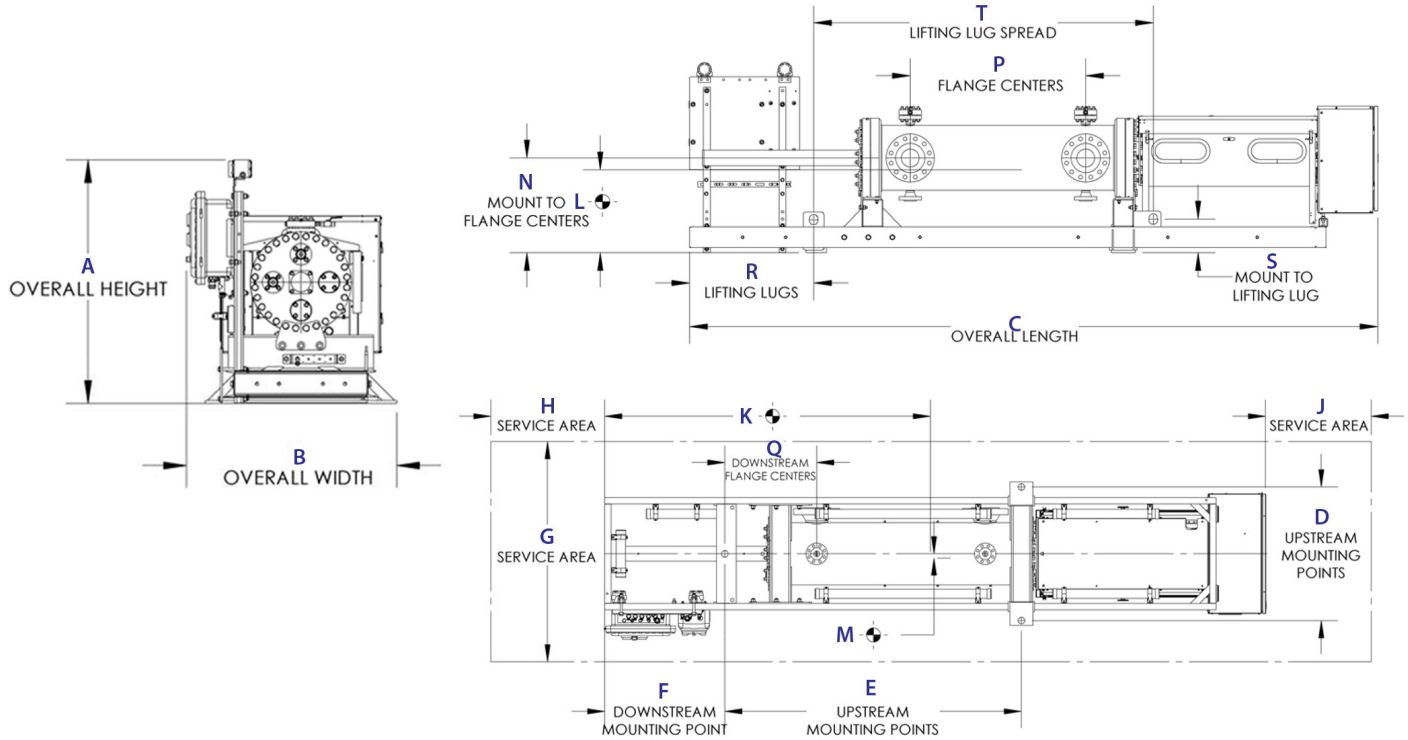 A
OVERALL HEIGHT
B
OVERALL WIDTH
T
LIFTING LUG SPREAD
P
FLANGE CENTERS
N
MOUNT TO
FLANGE CENTERS
L
R
LIFTING LUGS
S
MOUNT TO
LIFTING LUG
C
OVERALL LENGTH
H
SERVICE AREA
K
J
SERVICE AREA
Q
DOWNSTREAM
FLANGE CENTERS
G
SERVICE AREA
D
UPSTREAM
MOUNTING
POINTS
M
F
DOWNSTREAM
MOUNTING POINT
E
UPSTREAM
MOUNTING POINTS